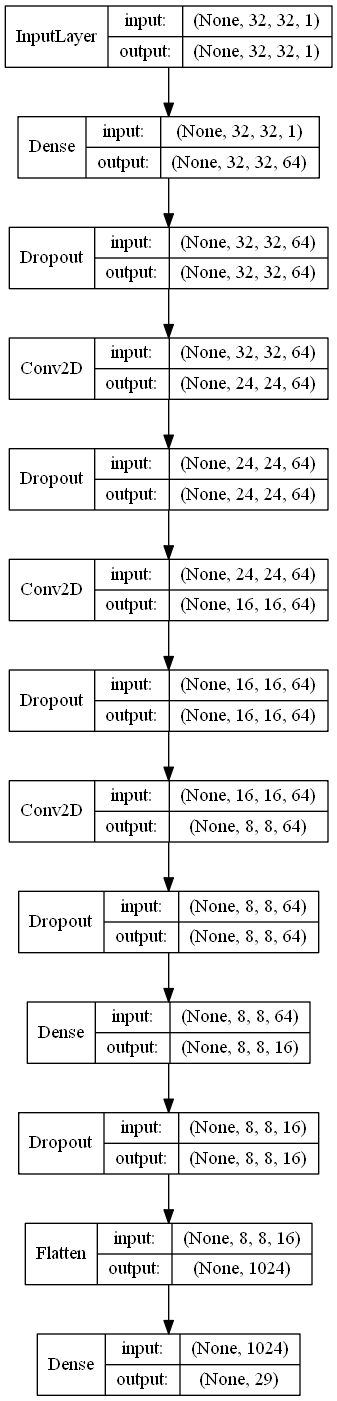 InputLayer
input: (None, 32, 32, 1)
output: (None, 32, 32, 1)
Dense
input: (None, 32, 32, 1)
output: (None, 32, 32, 64)
Dropout
input: (None, 32, 32, 64)
output: (None, 32, 32, 64)
Conv2D
input: (None, 32, 32, 64)
output: (None, 24, 24, 64)
Dropout
input: (None, 24, 24, 64)
output: (None, 24, 24, 64)
Conv2D
input: (None, 24, 24, 64)
output: (None, 16, 16, 64)
Dropout
input: (None, 16, 16, 64)
output: (None, 16, 16, 64)
Conv2D
input: (None, 16, 16, 64)
output: (None, 8, 8, 64)
Dropout
input: (None, 8, 8, 64)
output: (None, 8, 8, 64)
Dense
input: (None, 8, 8, 64)
output: (None, 8, 8, 16)
Dropout
input: (None, 8, 8, 16)
output: (None, 8, 8, 16)
Flatten
input: (None, 8, 8, 16)
output: (None, 1024)
Dense
input: (None, 1024)
output: (None, 29)